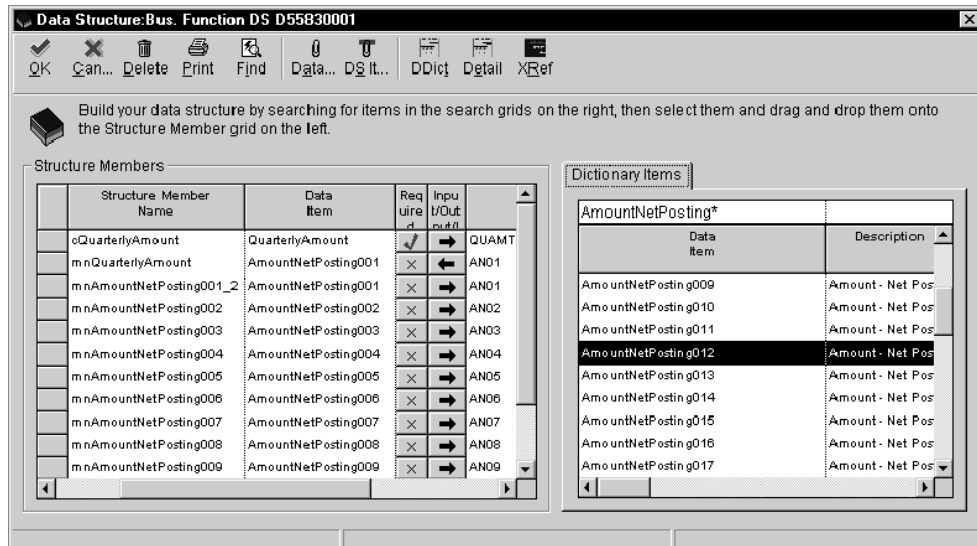 Data Structure:Bus. Function DS D55830001
OK Can... Delete Print Find Data... DS It... DDict Detail XRef
Build your data structure by searching for items in the search grids on the right, then select them and drag and drop them onto
the Structure Member grid on the left.
Structure Members
Structure Member Name Data Item Required Input/Output/I
cQuarterlyAmount QuarterlyAmount QUAMT
mnQuarterlyAmount AmountNetPosting001 AN01
mnAmountNetPosting001_2 AmountNetPosting001 AN01
mnAmountNetPosting002 AmountNetPosting002 AN02
mnAmountNetPosting003 AmountNetPosting003 AN03
mnAmountNetPosting004 AmountNetPosting004 AN04
mnAmountNetPosting005 AmountNetPosting005 AN05
mnAmountNetPosting006 AmountNetPosting006 AN06
mnAmountNetPosting007 AmountNetPosting007 AN07
mnAmountNetPosting008 AmountNetPosting008 AN08
mnAmountNetPosting009 AmountNetPosting009 AN09
Dictionary Items
AmountNetPosting*
Data Item Description
AmountNetPosting009 Amount - Net Pos
AmountNetPosting010 Amount - Net Pos
AmountNetPosting011 Amount - Net Pos
AmountNetPosting012 Amount - Net Pos
AmountNetPosting013 Amount - Net Pos
AmountNetPosting014 Amount - Net Pos
AmountNetPosting015 Amount - Net Pos
AmountNetPosting016 Amount - Net Pos
AmountNetPosting017 Amount - Net Pos